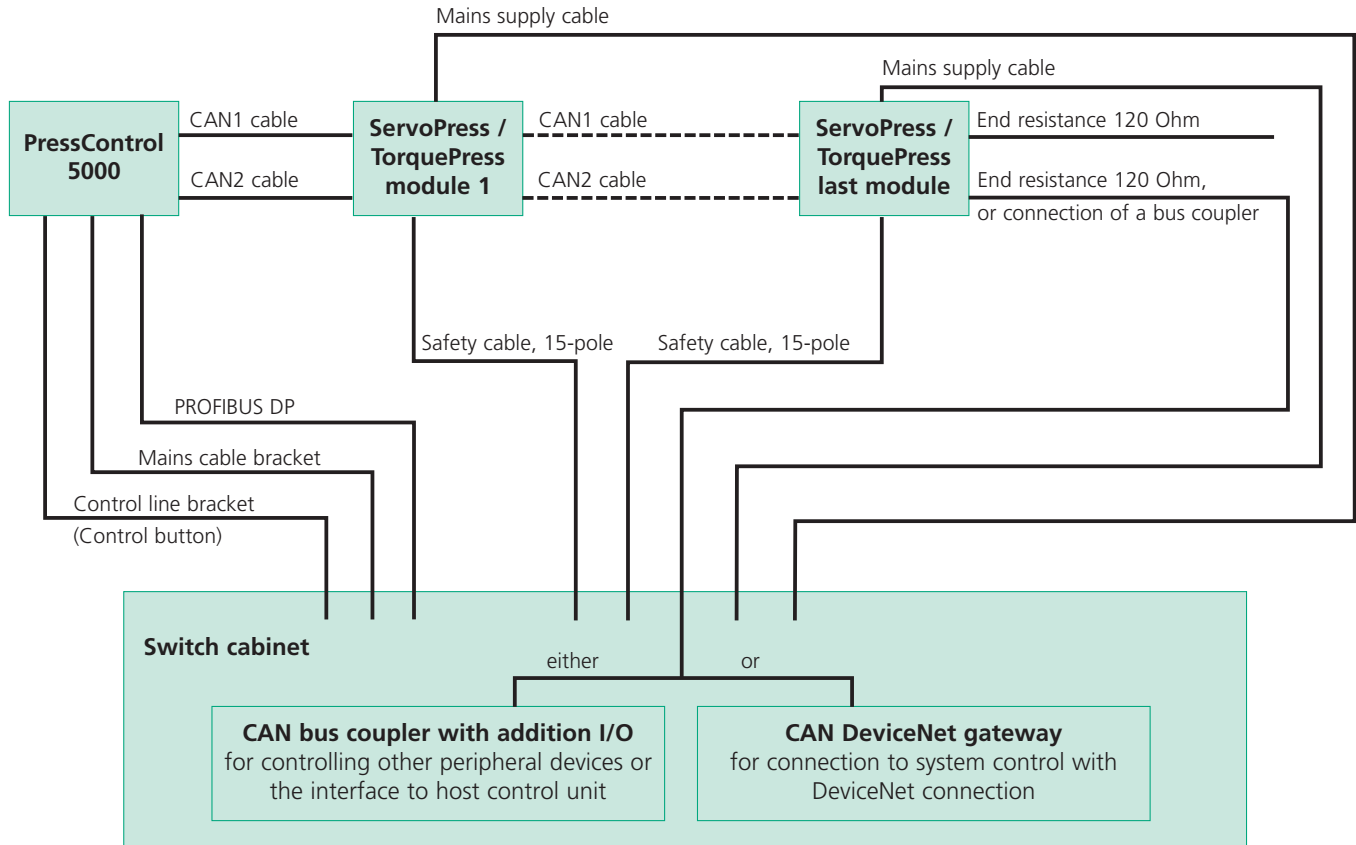 Mains supply cable
Mains supply cable
PressControl
5000
CAN1 cable
CAN2 cable
ServoPress /
TorquePress
module 1
CAN1 cable
CAN2 cable
ServoPress /
TorquePress
last module
End resistance 120 Ohm
End resistance 120 Ohm,
or connection of a bus coupler
Safety cable, 15-pole
Safety cable, 15-pole
PROFIBUS DP
Mains cable bracket
Control line bracket
(Control button)
Switch cabinet
either
or
CAN bus coupler with addition I/O
for controlling other peripheral devices or
the interface to host control unit
CAN DeviceNet gateway
for connection to system control with
DeviceNet connection